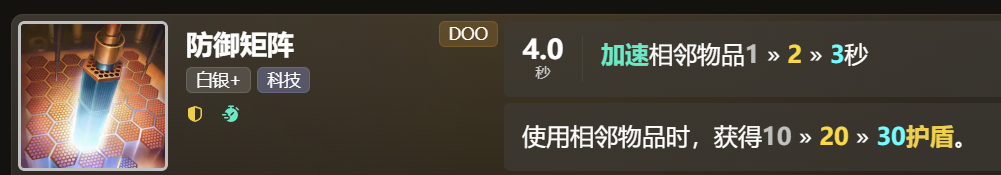 防御矩阵
DOO
白银+
科技
4.0
秒
加速相邻物品1 » 2 » 3秒
使用相邻物品时，获得10 » 20 » 30护盾。